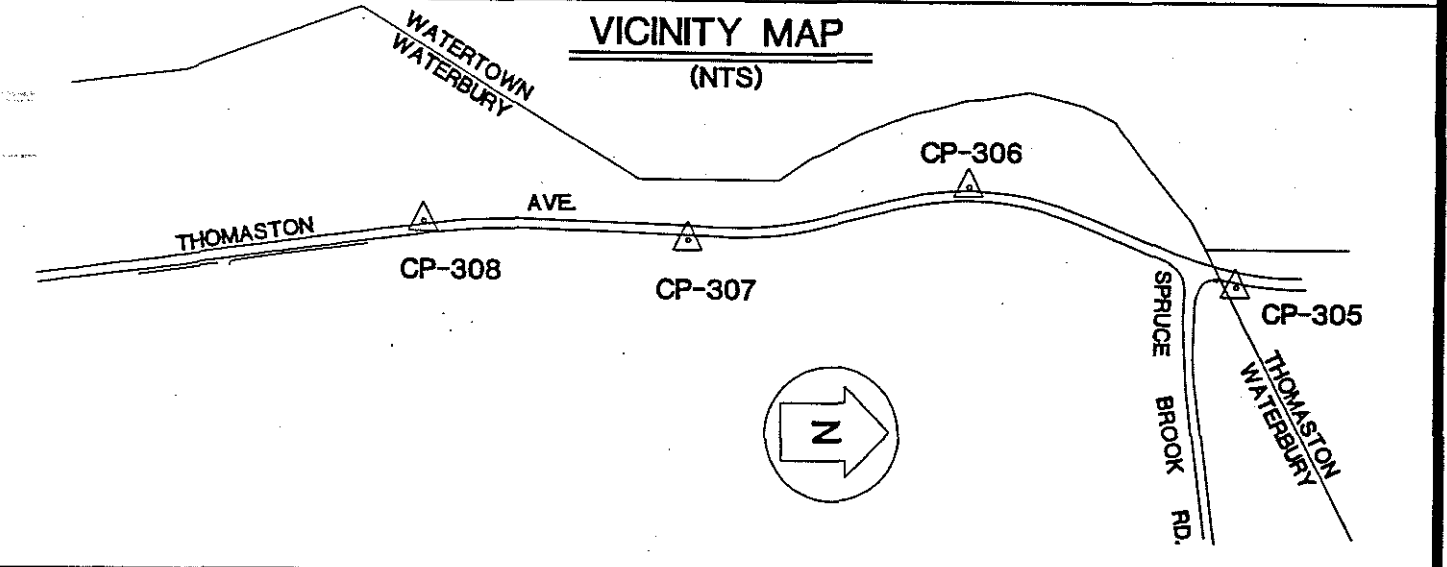 VICINITY MAP
(NTS)
WATERTOWN
WATERBURY
CP-306
THOMASTON AVE.
CP-308
CP-307
CP-305
SPRUCE BROOK RD.
THOMASTON
WATERBURY
N